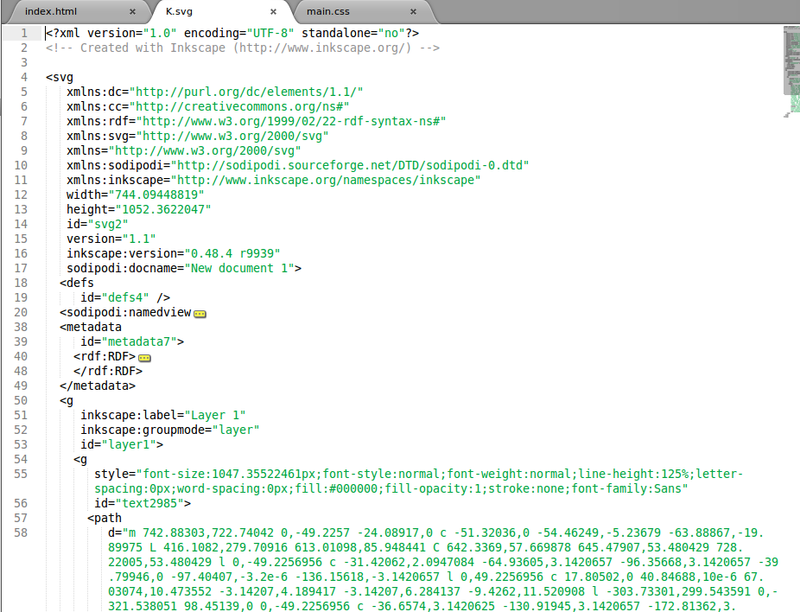 index.html × K.svg × main.css ×
1 <?xml version="1.0" encoding="UTF-8" standalone="no"?>
2 <!-- Created with Inkscape (http://www.inkscape.org/) -->
3
4 <svg
5 xmlns:dc="http://purl.org/dc/elements/1.1/"
6 xmlns:cc="http://creativecommons.org/ns#"
7 xmlns:rdf="http://www.w3.org/1999/02/22-rdf-syntax-ns#"
8 xmlns:svg="http://www.w3.org/2000/svg"
9 xmlns="http://www.w3.org/2000/svg"
10 xmlns:sodipodi="http://sodipodi.sourceforge.net/DTD/sodipodi-0.dtd"
11 xmlns:inkscape="http://www.inkscape.org/namespaces/inkscape"
12 width="744.09448819"
13 height="1052.3622047"
14 id="svg2"
15 version="1.1"
16 inkscape:version="0.48.4 r9939"
17 sodipodi:docname="New document 1">
18 <defs
19 id="defs4" />
20 <sodipodi:namedview
38 <metadata
39 id="metadata7">
40 <rdf:RDF>
48 </rdf:RDF>
49 </metadata>
50 <g
51 inkscape:label="Layer 1"
52 inkscape:groupmode="layer"
53 id="layer1">
54 <g
55 style="font-size:1047.35522461px;font-style:normal;font-weight:normal;line-height:125%;letter-
spacing:0px;word-spacing:0px;fill:#000000;fill-opacity:1;stroke:none;font-family:Sans"
56 id="text2985">
57 <path
58 d="m 742.88303,722.74042 0,-49.2257 -24.08917,0 c -51.32036,0 -54.46249,-5.23679 -63.88867,-19.
89975 L 416.1082,279.70916 613.01098,85.948441 C 642.3369,57.669878 645.47907,53.480429 728.
22005,53.480429 l 0,-49.2256956 c -31.42062,2.0947084 -64.93605,3.1420657 -96.35668,3.1420657 -39
.79946,0 -97.40407,-3.2e-6 -136.15618,-3.1420657 l 0,49.2256956 c 17.80502,0 40.84688,10e-6 67.
03074,10.473552 -3.14207,4.189417 -3.14207,6.284137 -9.4262,11.520908 l -303.73301,299.543591 0,-
321.538051 98.45139,0 0,-49.2256956 c -36.6574,3.1420625 -130.91945,3.1420657 -172.81362,3.